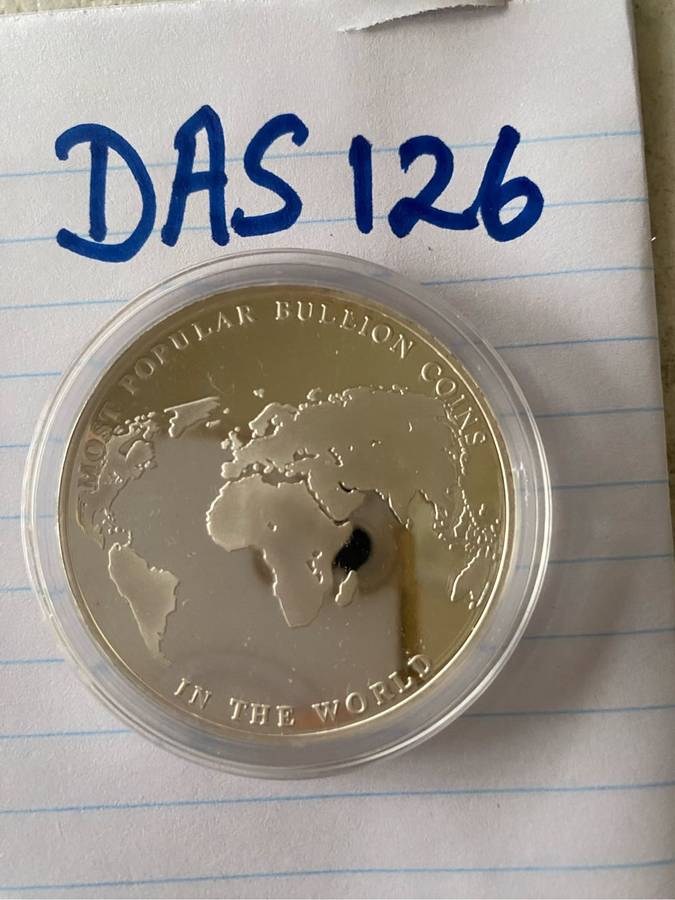 DAS 126
MOST POPULAR BULLION COINS
IN THE WORLD